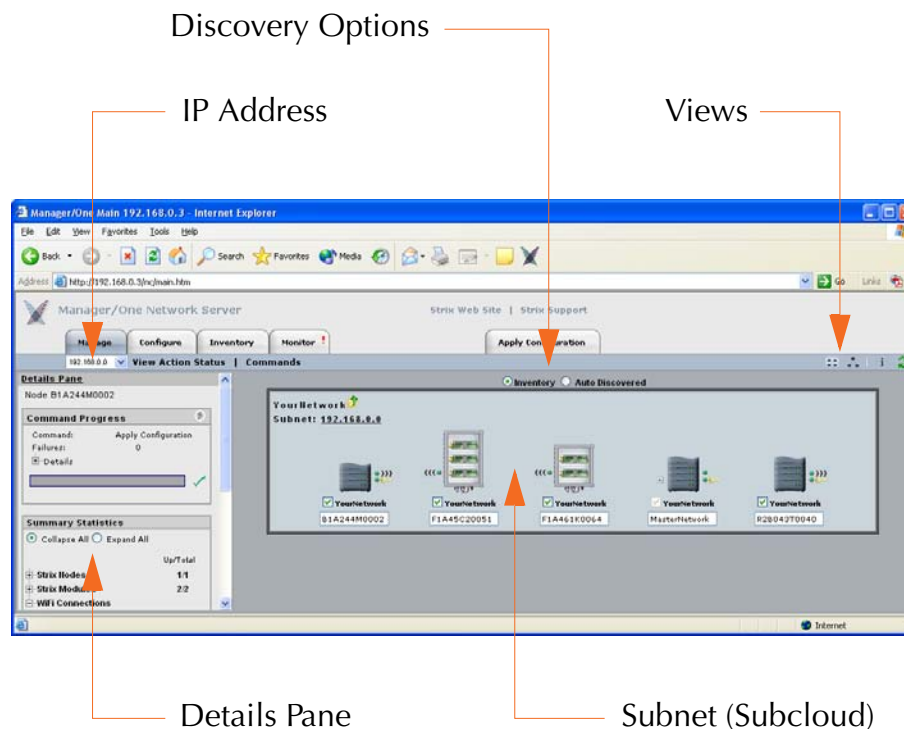 Discovery Options
IP Address
Views
Manager/One Main 192.168.0.3 - Internet Explorer
File Edit View Favorites Tools Help
Back Search Favorites Media
Address http://192.168.0.3/nc/main.htm Go Links
Manager/One Network Server Strix Web Site | Strix Support
Manage Configure Inventory Monitor ! Apply Configuration
192.168.0.0 View Action Status | Commands i
Details Pane Inventory Auto Discovered
Node B1A244M0002
YourNetwork
Subnet: 192.168.0.0
Command Progress
Command: Apply Configuration
Failures: 0
Details
YourNetwork YourNetwork YourNetwork YourNetwork YourNetwork
B1A244M0002 F1A45C20051 F1A461K0064 MasterNetwork R2B043T0040
Summary Statistics
Collapse All Expand All
Up/Total
Strix Nodes 1/1
Strix Modules 2/2
WiFi Connections
Internet
Details Pane
Subnet (Subcloud)